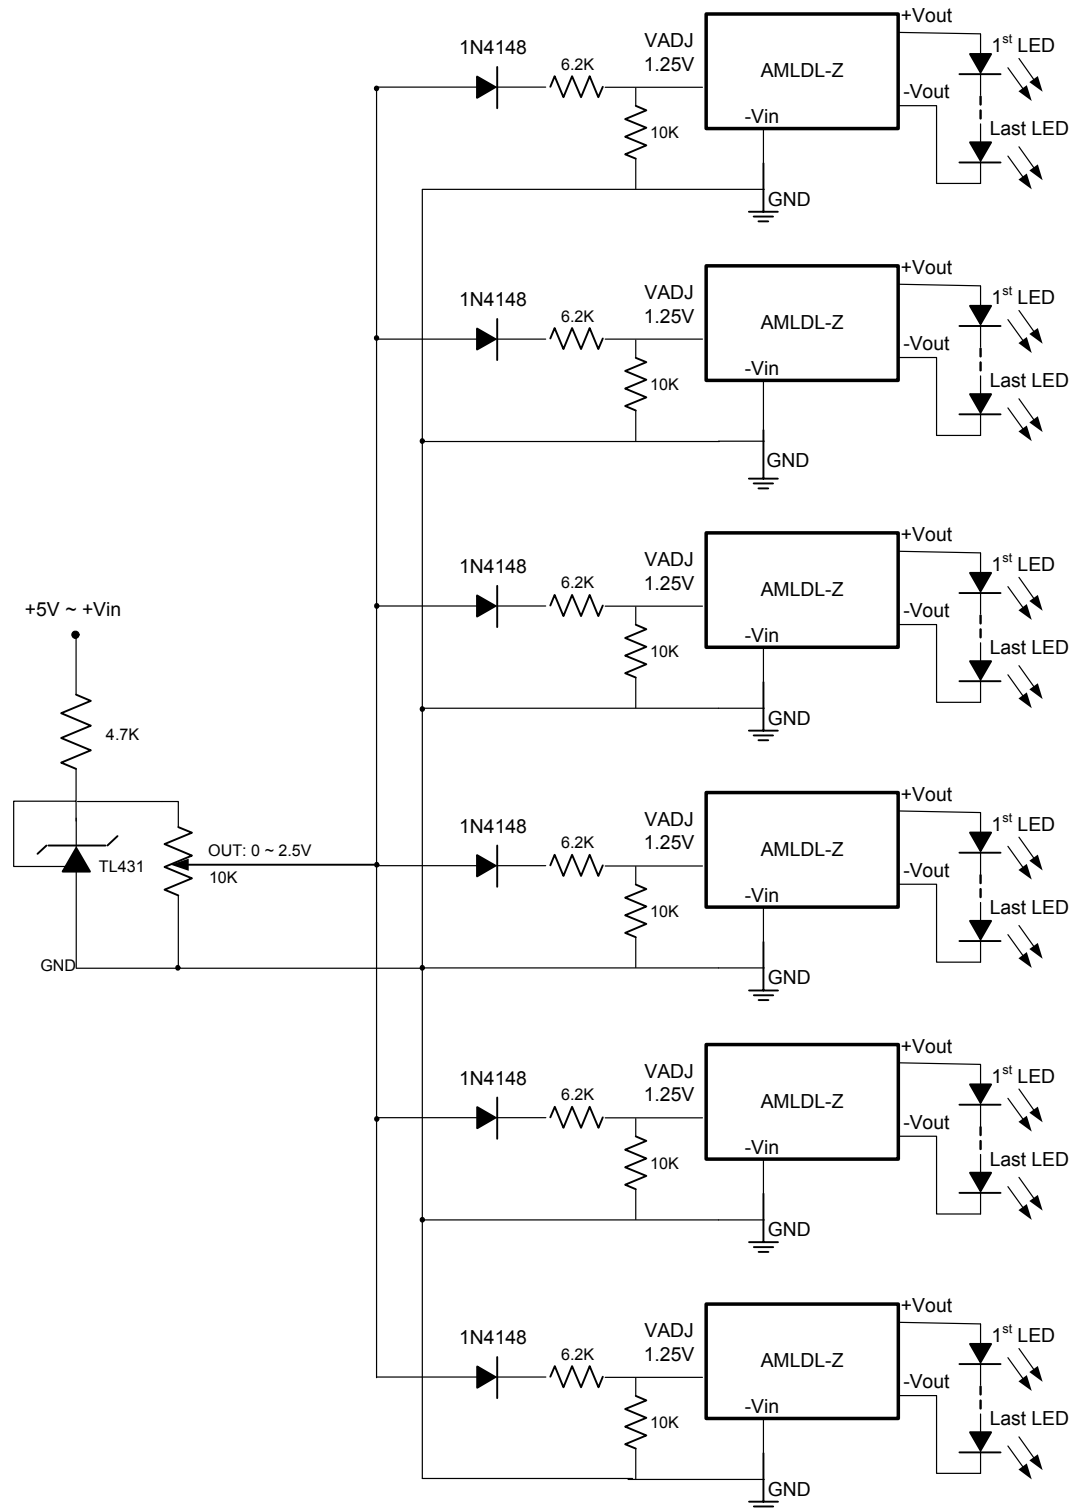 +Vout
1N4148
VADJ
1st LED
6.2K
1.25V
AMLDL-Z
-Vout
-Vin
10K
Last LED
GND
+Vout
1N4148
VADJ
1st LED
6.2K
1.25V
AMLDL-Z
-Vout
-Vin
10K
Last LED
GND
+Vout
1N4148
VADJ
1st LED
6.2K
1.25V
AMLDL-Z
+5V ~ +Vin
-Vout
-Vin
10K
Last LED
GND
4.7K
+Vout
1N4148
VADJ
1st LED
6.2K
1.25V
AMLDL-Z
OUT: 0 ~ 2.5V
TL431
10K
-Vout
-Vin
10K
Last LED
GND
GND
+Vout
1N4148
VADJ
1st LED
6.2K
1.25V
AMLDL-Z
-Vout
-Vin
10K
Last LED
GND
+Vout
1N4148
VADJ
1st LED
6.2K
1.25V
AMLDL-Z
-Vout
-Vin
10K
Last LED
GND